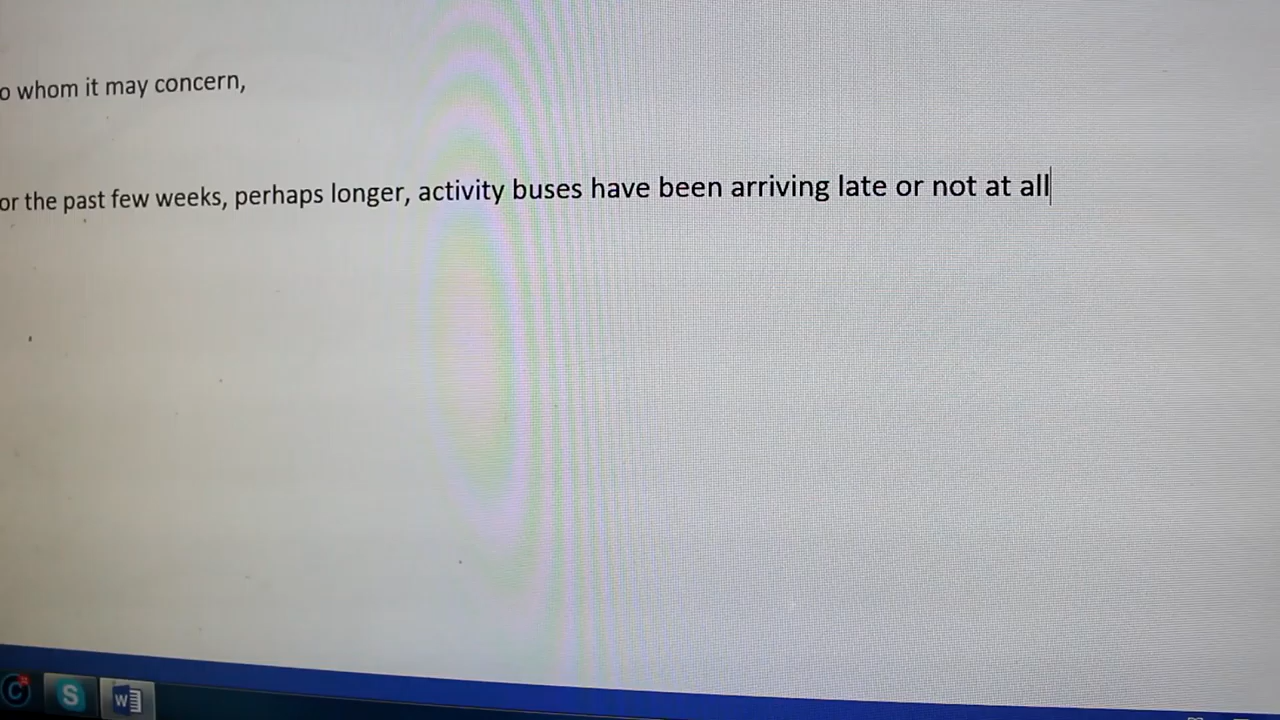 o whom it may concern,
or the past few weeks, perhaps longer, activity buses have been arriving late or not at all
C
S
W